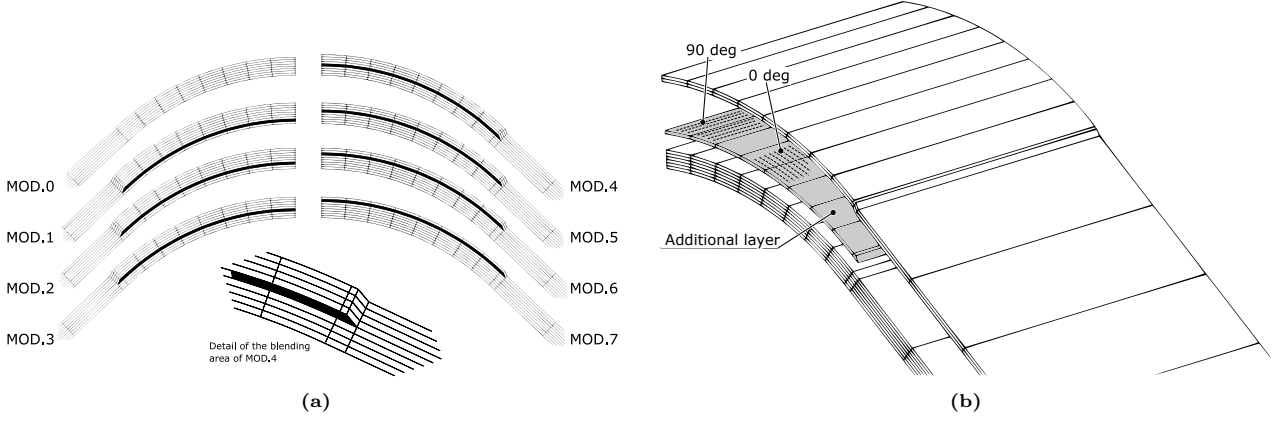 MOD.0
MOD.1
MOD.2
MOD.3
MOD.4
MOD.5
MOD.6
MOD.7
Detail of the blending
area of MOD.4
(a)
90 deg
0 deg
Additional layer
(b)